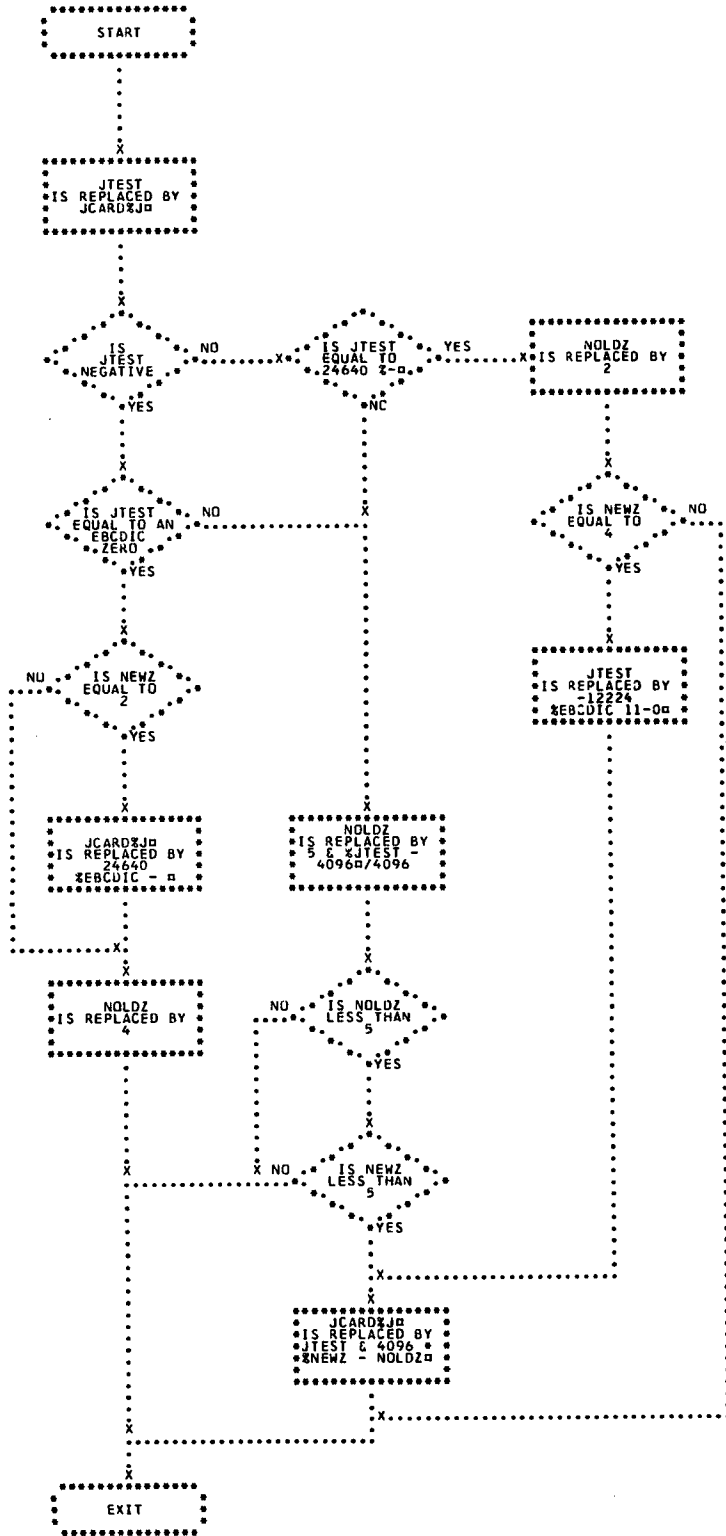 START
JTEST
IS REPLACED BY
JCARD%J¤
IS
JTEST
NEGATIVE
NO
YES
IS JTEST
EQUAL TO
24640 %-¤
YES
NC
NOLDZ
IS REPLACED BY
2
IS JTEST
EQUAL TO AN
EBCDIC
ZERO
NO
YES
IS NEWZ
EQUAL TO
4
NO
YES
IS NEWZ
EQUAL TO
2
NO
YES
JTEST
IS REPLACED BY
-12224
%EBCDIC 11-0¤
JCARD%J¤
IS REPLACED BY
24640
%EBCDIC - ¤
NOLDZ
IS REPLACED BY
5 & %JTEST -
4096¤/4096
NOLDZ
IS REPLACED BY
4
IS NOLDZ
LESS THAN
5
NO
YES
IS NEWZ
LESS THAN
5
NO
YES
JCARD%J¤
IS REPLACED BY
JTEST & 4096 *
%NEWZ - NOLDZ¤
EXIT